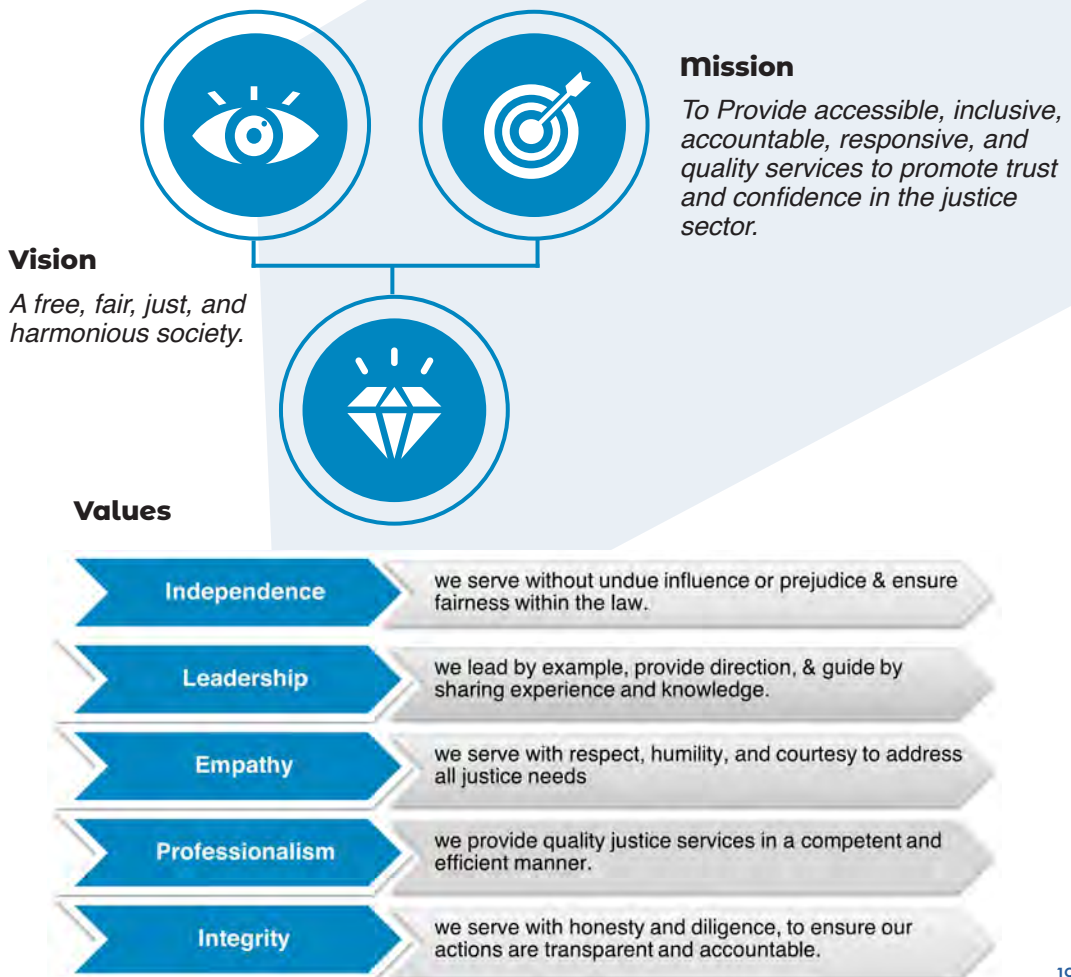 Mission
To Provide accessible, inclusive,
accountable, responsive, and
quality services to promote trust
and confidence in the justice
sector.
Vision
A free, fair, just, and
harmonious society.
Values
Independence
we serve without undue influence or prejudice & ensure
fairness within the law.
Leadership
we lead by example, provide direction, & guide by
sharing experience and knowledge.
Empathy
we serve with respect, humility, and courtesy to address
all justice needs
Professionalism
we provide quality justice services in a competent and
efficient manner.
Integrity
we serve with honesty and diligence, to ensure our
actions are transparent and accountable.